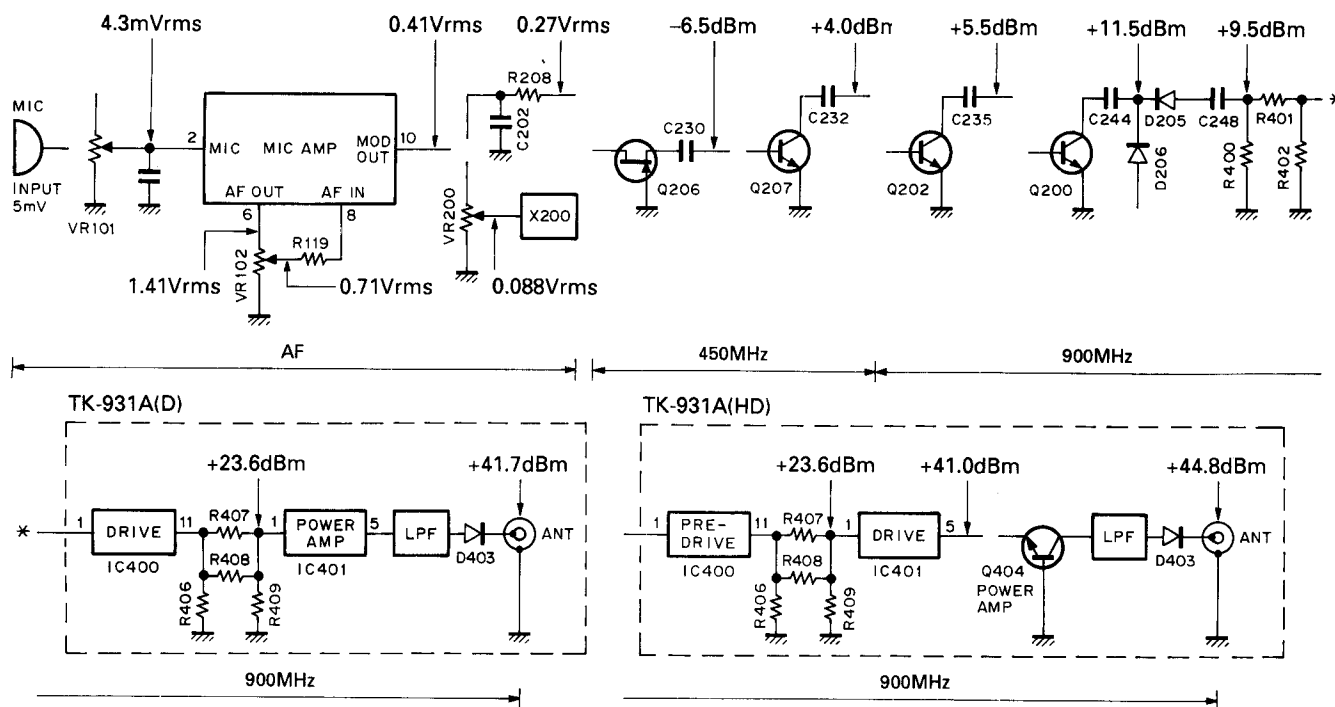 4.3mVrms 0.41Vrms 0.27Vrms −6.5dBm +4.0dBm +5.5dBm +11.5dBm +9.5dBm
R208
MIC
C202
C230 C232 C235 C244 D205 C248 R401
*
2 MIC MIC AMP MOD OUT 10
INPUT 5mV
AF OUT AF IN
Q206 Q207 Q202 Q200 D206 R400 R402
VR101
6 8
VR200
X200
R119
VR102
1.41Vrms 0.71Vrms 0.088Vrms
AF 450MHz 900MHz
TK-931A(D)
+23.6dBm +41.7dBm
* 1 DRIVE 11 R407 1 POWER AMP 5 LPF ANT
IC400 R408 IC401 D403
R406 R409
900MHz
TK-931A(HD)
+23.6dBm +41.0dBm +44.8dBm
1 PRE-DRIVE 11 R407 1 DRIVE 5 LPF ANT
IC400 R408 IC401 D403
R406 R409
Q404
POWER
AMP
900MHz